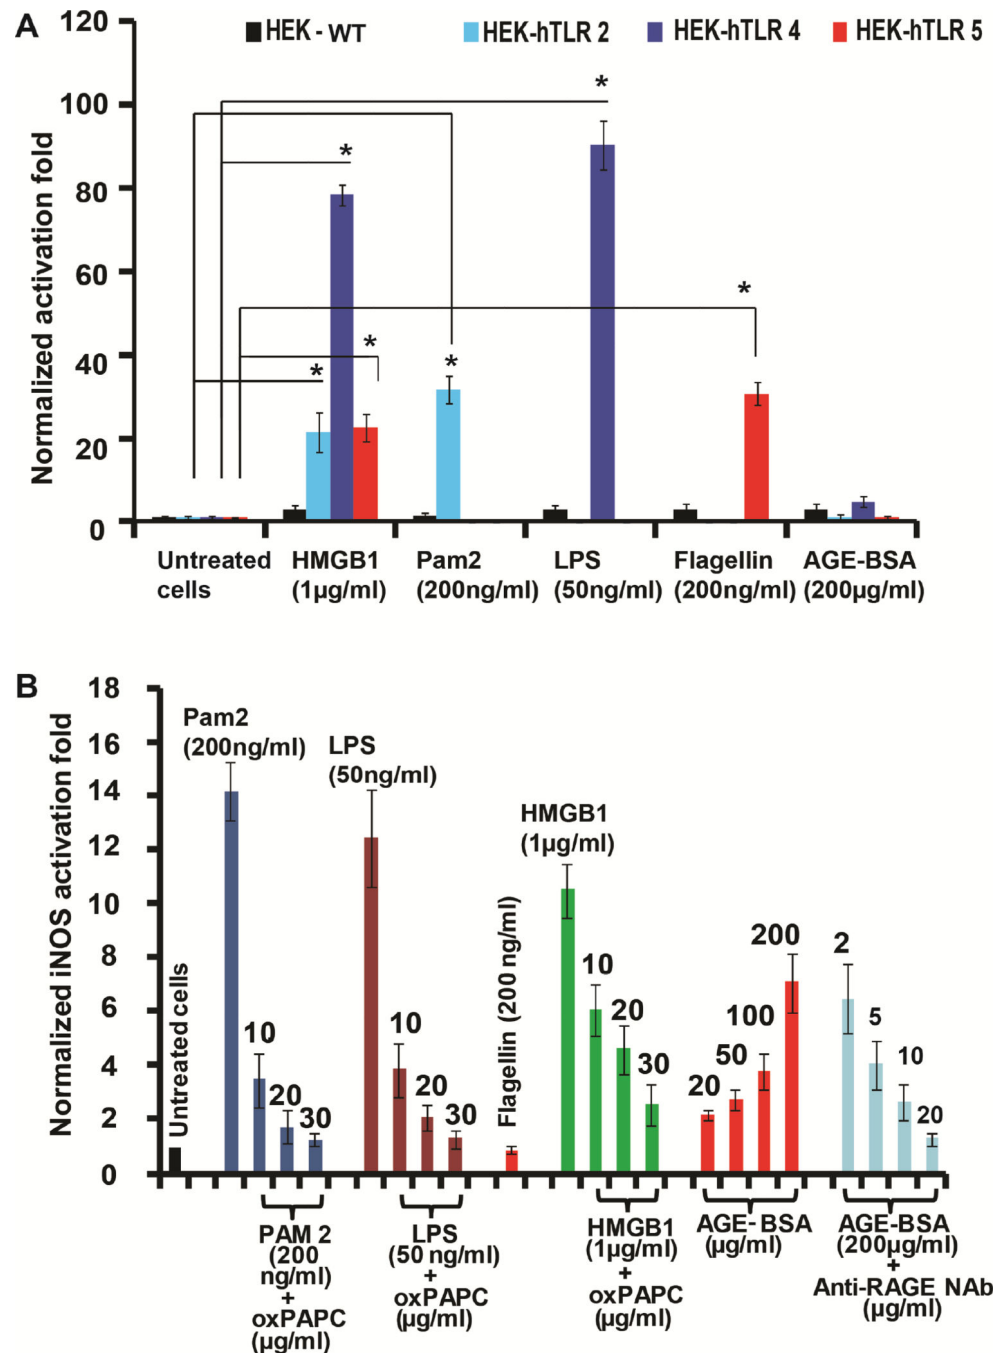 A
HEK - WT
HEK-hTLR 2
HEK-hTLR 4
HEK-hTLR 5
Normalized activation fold
120
100
80
60
40
20
0
*
*
*
*
*
*
Untreated
cells
HMGB1
(1µg/ml)
Pam2
(200ng/ml)
LPS
(50ng/ml)
Flagellin
(200ng/ml)
AGE-BSA
(200µg/ml)
B
Normalized iNOS activation fold
18
16
14
12
10
8
6
4
2
0
Untreated cells
Pam2
(200ng/ml)
10
20
30
LPS
(50ng/ml)
10
20
30
Flagellin (200 ng/ml)
HMGB1
(1µg/ml)
10
20
30
20
50
100
200
2
5
10
20
PAM 2
(200
ng/ml)
+
oxPAPC
(µg/ml)
LPS
(50 ng/ml)
+
oxPAPC
(µg/ml)
HMGB1
(1µg/ml)
+
oxPAPC
(µg/ml)
AGE-BSA
(µg/ml)
AGE-BSA
(200µg/ml)
+
Anti-RAGE NAb
(µg/ml)